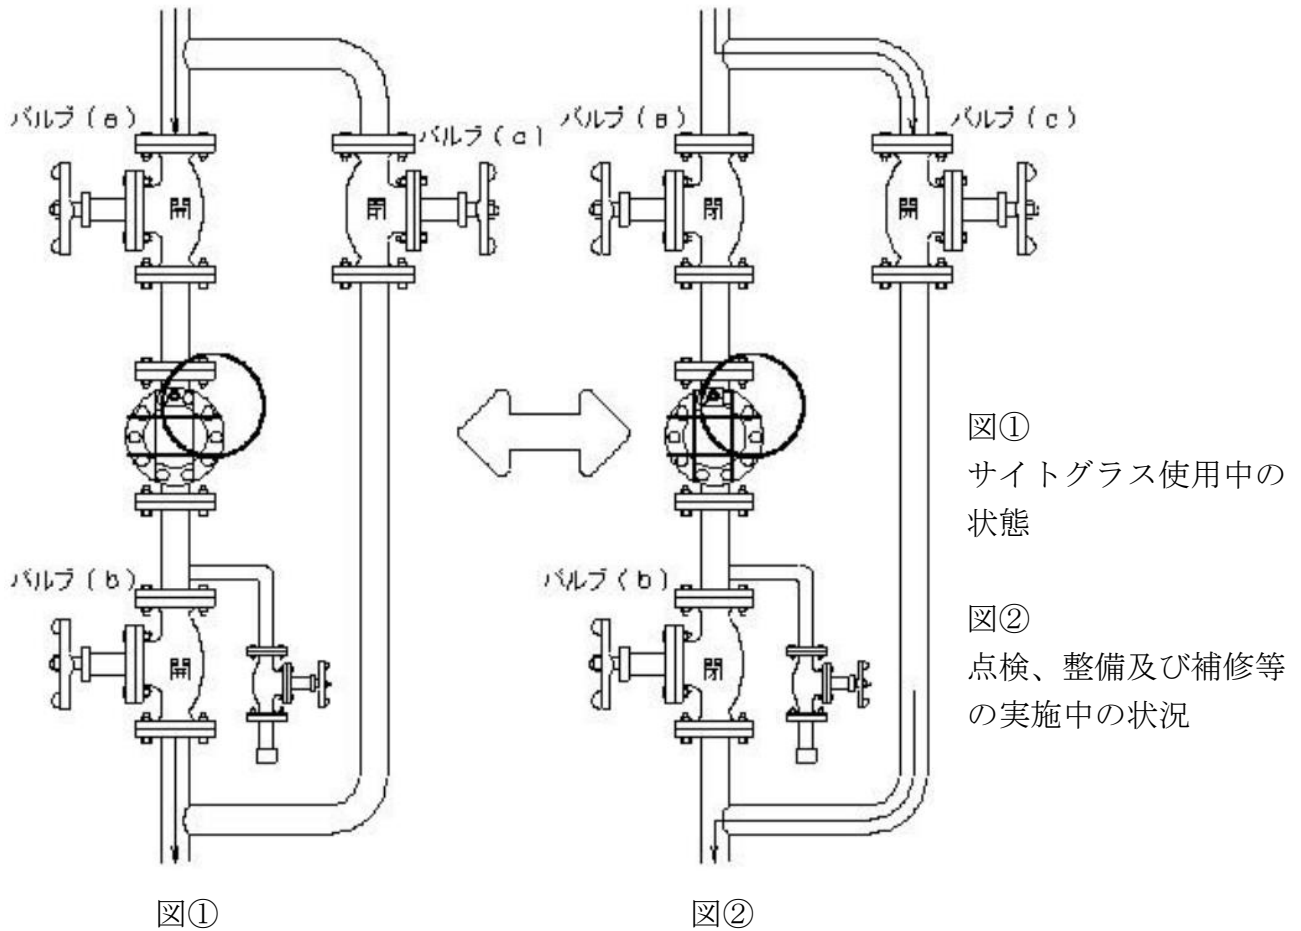 バルブ(a)
バルブ(c)
開
閉
バルブ(b)
開
図①
バルブ(a)
バルブ(c)
閉
開
バルブ(b)
閉
図②
図①
サイトグラス使用中の
状態
図②
点検、整備及び補修等
の実施中の状況